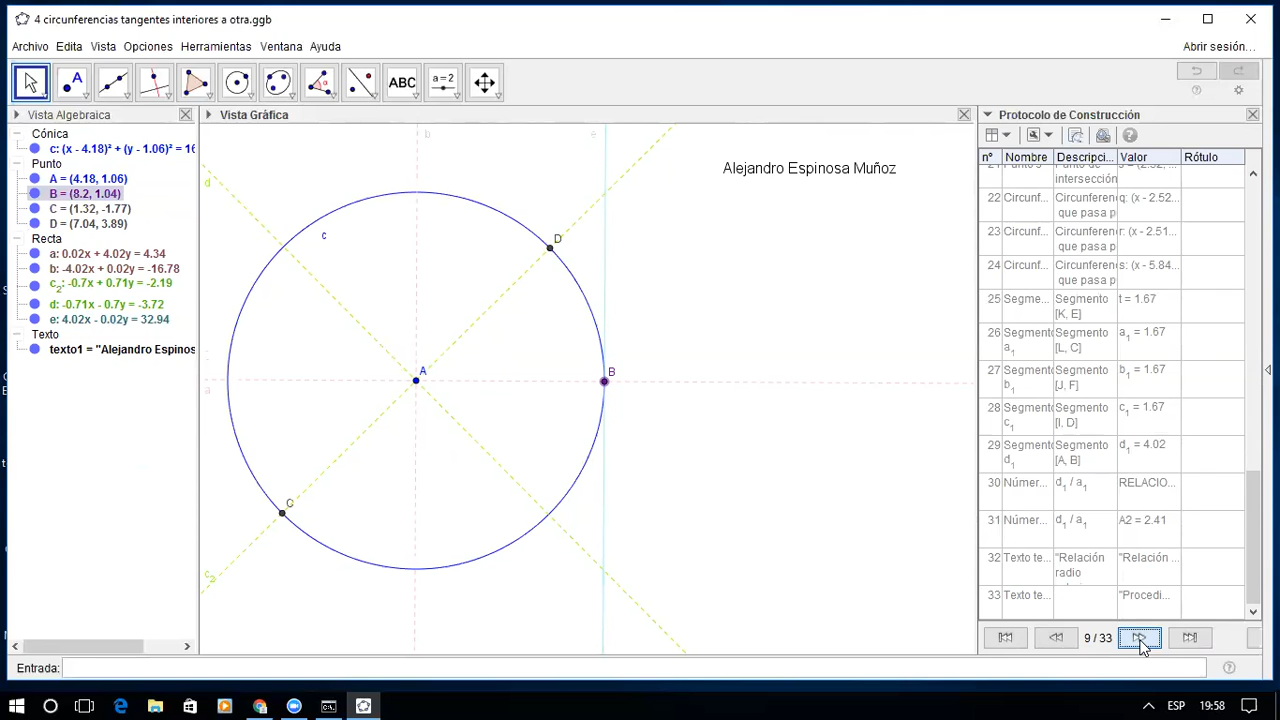 4 circunferencias tangentes interiores a otra.ggb
Archivo Edita Vista Opciones Herramientas Ventana Ayuda
Abrir sesión...
ABC
a=2
Vista Algebraica
Vista Gráfica
Protocolo de Construcción
Cónica
c: (x - 4.18)² + (y - 1.06)² = 16
Punto
A = (4.18, 1.06)
B = (8.2, 1.04)
C = (1.32, -1.77)
D = (7.04, 3.89)
Recta
a: 0.02x + 4.02y = 4.34
b: -4.02x + 0.02y = -16.78
c₂: -0.7x + 0.71y = -2.19
d: -0.71x - 0.7y = -3.72
e: 4.02x - 0.02y = 32.94
Texto
texto1 = "Alejandro Espinos
b
e
Alejandro Espinosa Muñoz
d
c
D
A
B
a
C
c₂
nº Nombre Descripci... Valor Rótulo
intersección
22 Circunf... Circunferen que pasa p q: (x - 2.52...
23 Circunf... Circunferen que pasa p r: (x - 2.51...
24 Circunf... Circunferen que pasa p s: (x - 5.84...
25 Segme... Segmento [K, E] t = 1.67
26 Segmento a₁ Segmento [L, C] a₁ = 1.67
27 Segmento b₁ Segmento [J, F] b₁ = 1.67
28 Segmento c₁ Segmento [I, D] c₁ = 1.67
29 Segmento d₁ Segmento [A, B] d₁ = 4.02
30 Númer... d₁ / a₁ RELACIO...
31 Númer... d₁ / a₁ A2 = 2.41
32 Texto te... "Relación radio "Relación ...
33 Texto te... "Procedi...
9 / 33
Entrada:
ESP 19:58